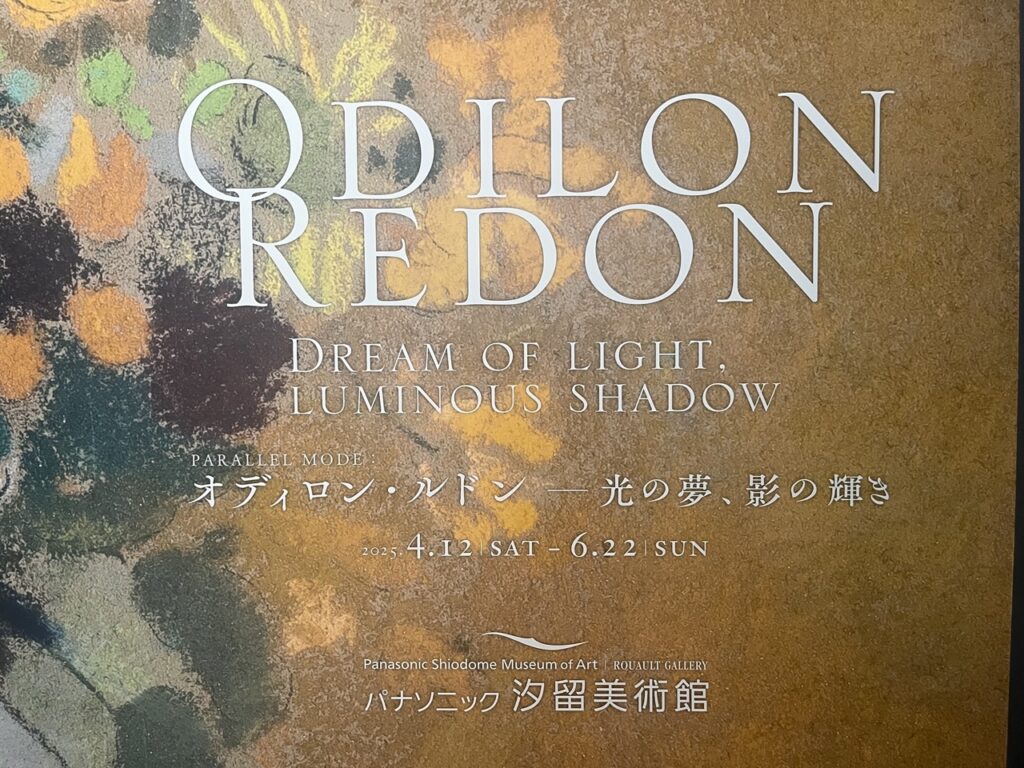 ODILON
REDON
DREAM OF LIGHT,
LUMINOUS SHADOW
PARALLEL MODE:
オディロン・ルドン ― 光の夢、影の輝き
2025.4.12|SAT – 6.22|SUN
Panasonic Shiodome Museum of Art | ROUAULT GALLERY
パナソニック 汐留美術館